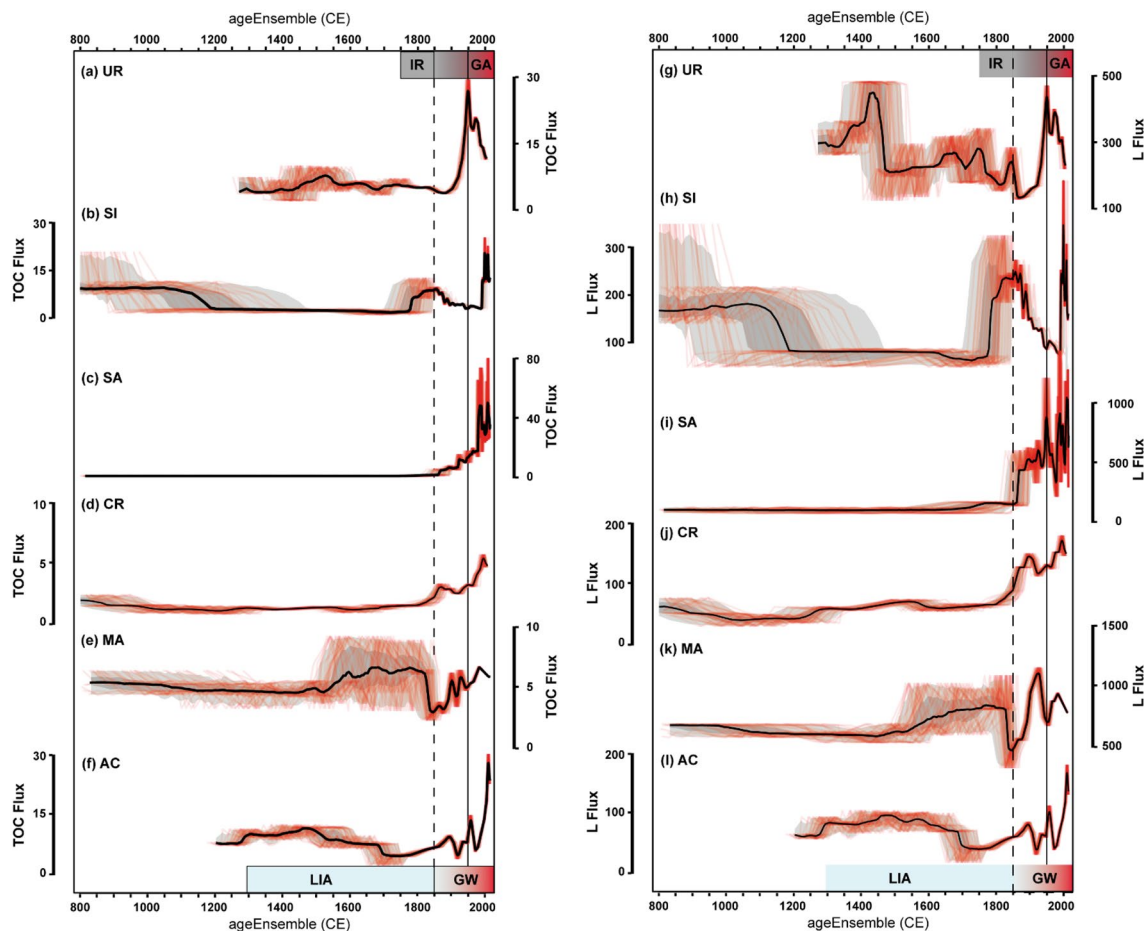 ageEnsemble (CE)
800 1000 1200 1400 1600 1800 2000
IR GA
(a) UR
30
15
0
TOC Flux
(b) SI
30
15
0
TOC Flux
(c) SA
80
40
0
TOC Flux
(d) CR
10
5
0
TOC Flux
(e) MA
10
5
0
TOC Flux
(f) AC
30
15
0
TOC Flux
LIA GW
800 1000 1200 1400 1600 1800 2000
ageEnsemble (CE)
ageEnsemble (CE)
800 1000 1200 1400 1600 1800 2000
IR GA
(g) UR
500
300
100
L Flux
(h) SI
300
200
100
L Flux
(i) SA
1000
500
0
L Flux
(j) CR
200
100
0
L Flux
(k) MA
1500
1000
500
L Flux
(l) AC
200
100
0
L Flux
LIA GW
800 1000 1200 1400 1600 1800 2000
ageEnsemble (CE)